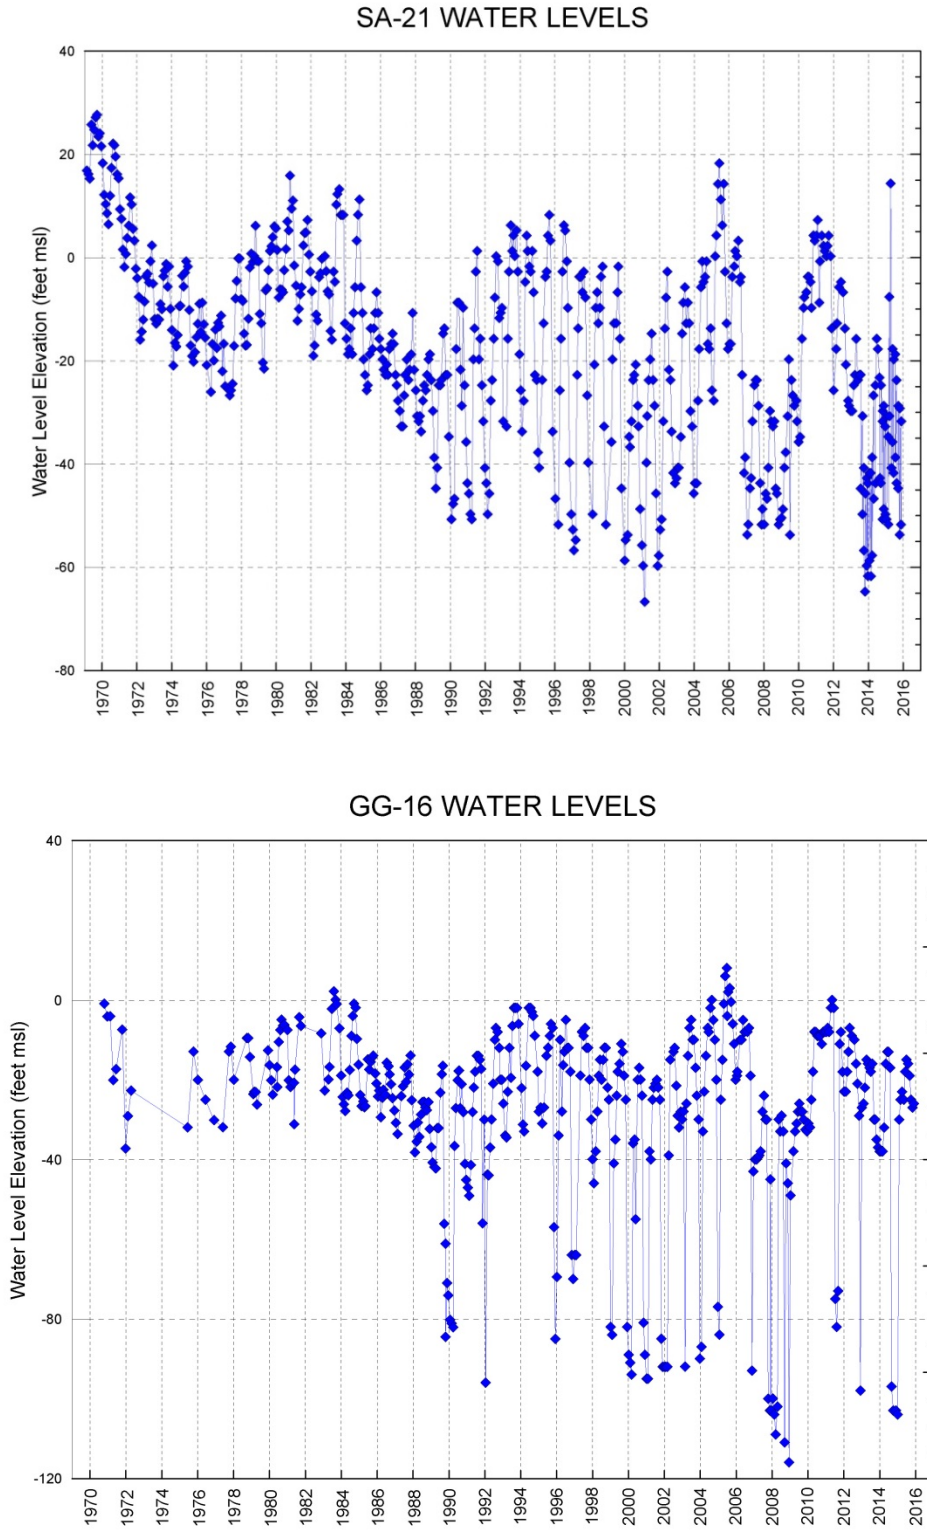 SA-21 WATER LEVELS
Water Level Elevation (feet msl)
40
20
0
-20
-40
-60
-80
1970 1972 1974 1976 1978 1980 1982 1984 1986 1988 1990 1992 1994 1996 1998 2000 2002 2004 2006 2008 2010 2012 2014 2016
GG-16 WATER LEVELS
Water Level Elevation (feet msl)
40
0
-40
-80
-120
1970 1972 1974 1976 1978 1980 1982 1984 1986 1988 1990 1992 1994 1996 1998 2000 2002 2004 2006 2008 2010 2012 2014 2016